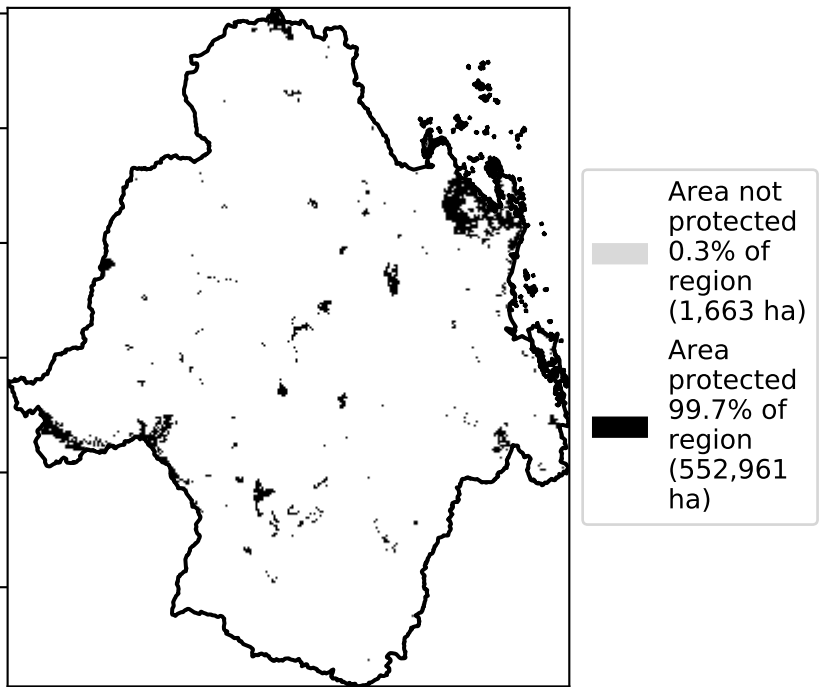 Area not
protected
0.3% of
region
(1,663 ha)
Area
protected
99.7% of
region
(552,961
ha)